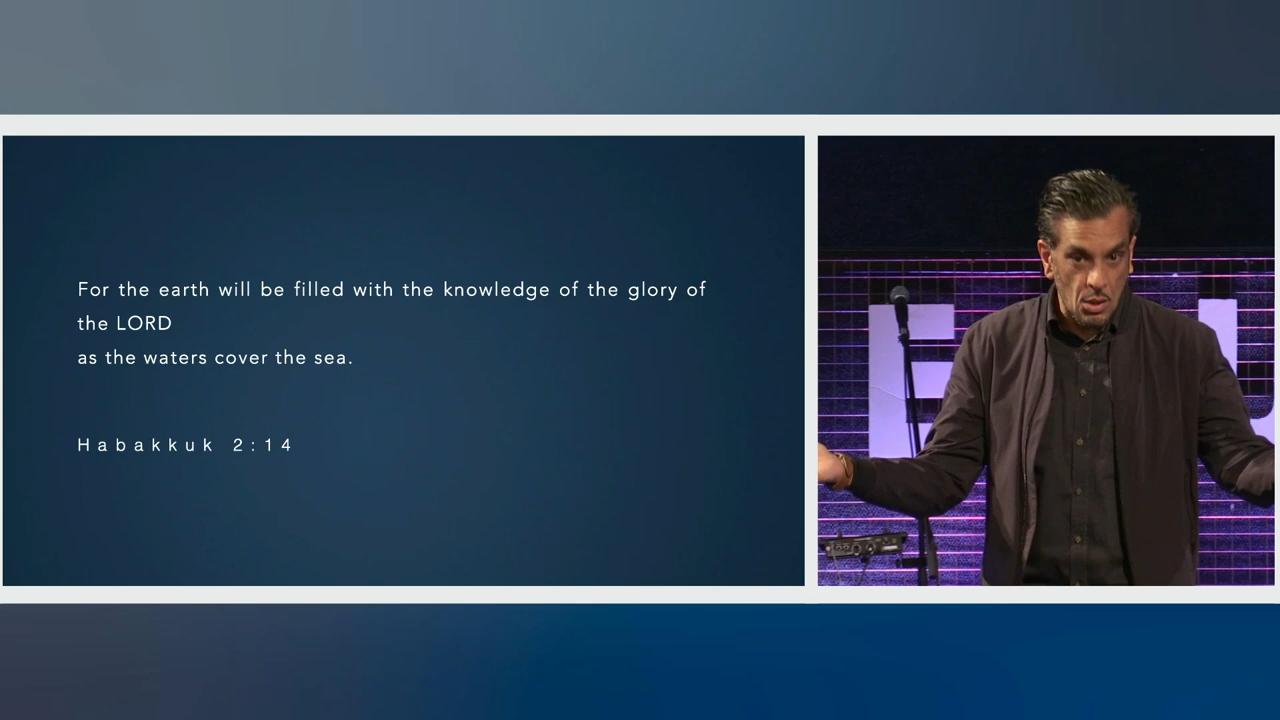 For the earth will be filled with the knowledge of the glory of
the LORD
as the waters cover the sea.
Habakkuk 2:14